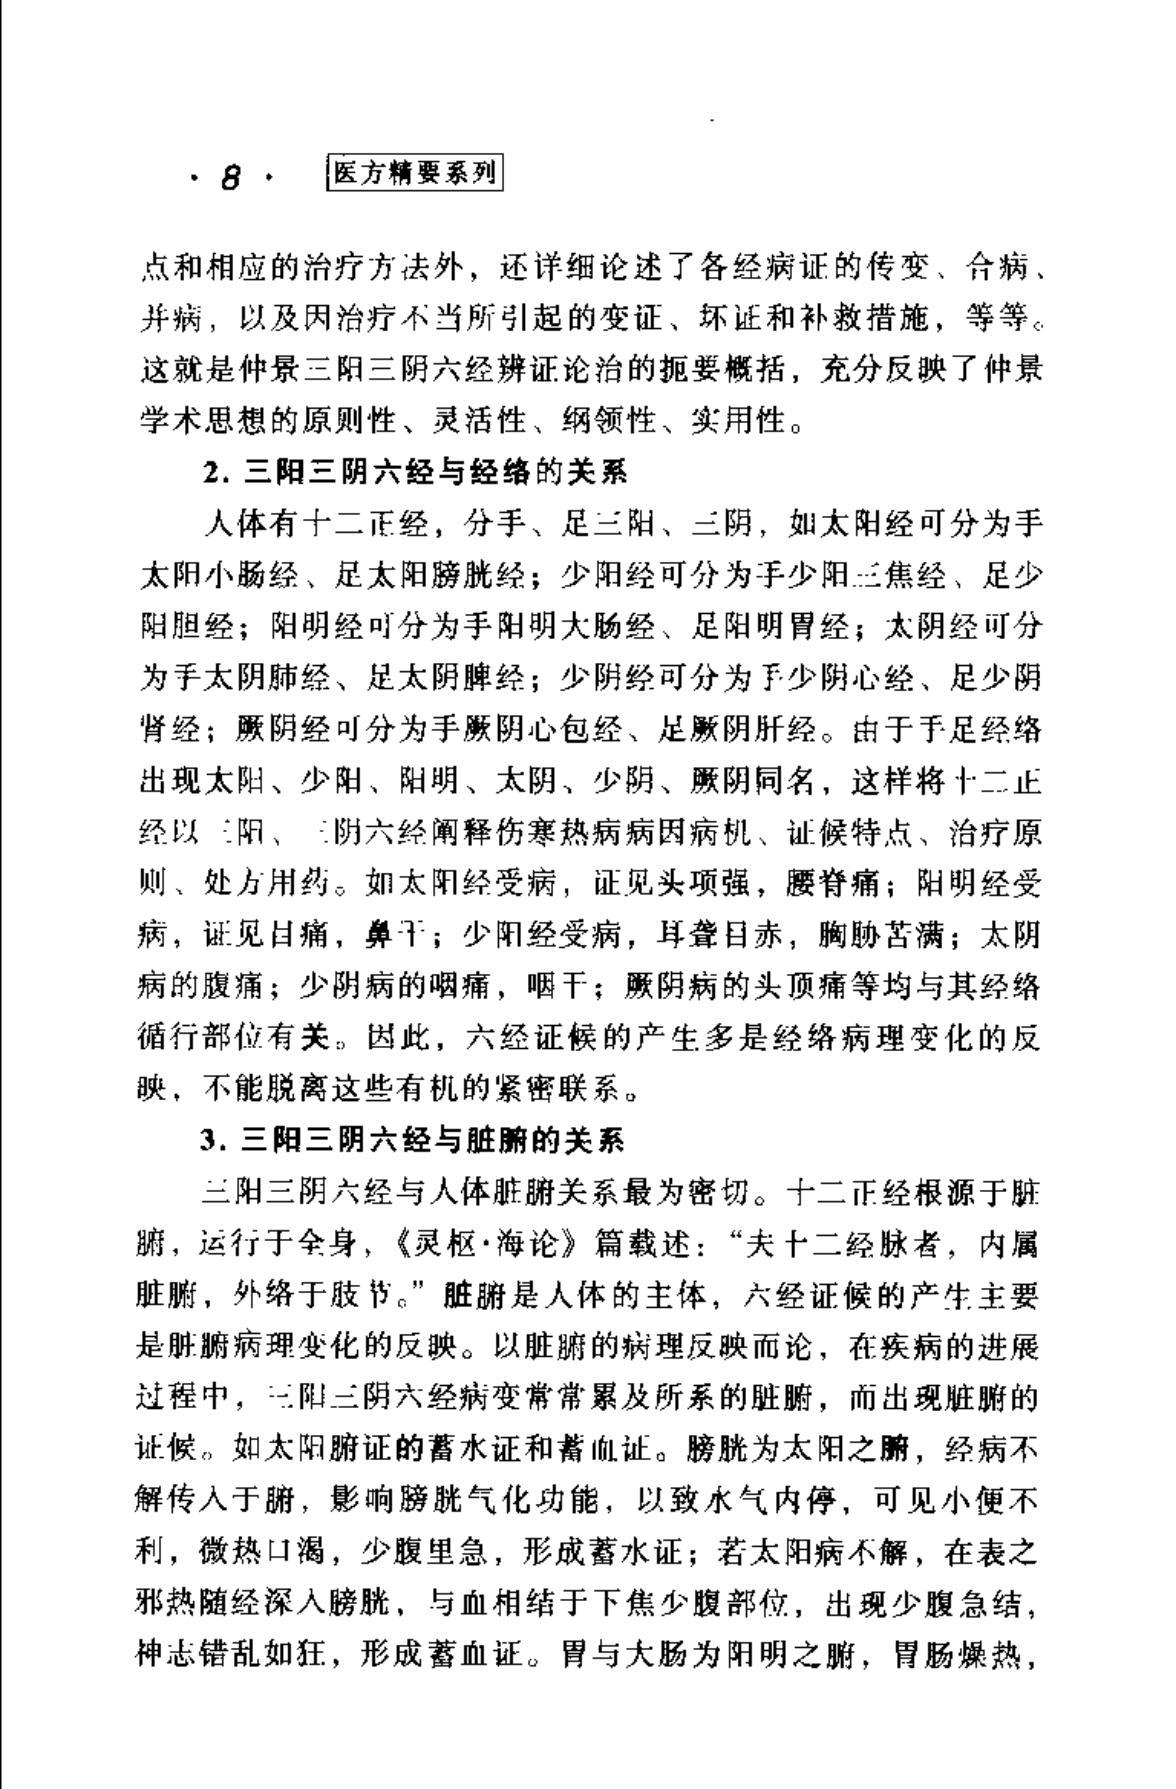 · 8 · 医方精要系列
点和相应的治疗方法外，还详细论述了各经病证的传变、合病、
并病，以及因治疗不当所引起的变证、坏证和补救措施，等等。
这就是仲景三阳三阴六经辨证论治的扼要概括，充分反映了仲景
学术思想的原则性、灵活性、纲领性、实用性。
2. 三阳三阴六经与经络的关系
人体有十二正经，分手、足三阳、三阴，如太阳经可分为手
太阳小肠经、足太阳膀胱经；少阳经可分为手少阳三焦经、足少
阳胆经；阳明经可分为手阳明大肠经、足阳明胃经；太阴经可分
为手太阴肺经、足太阴脾经；少阴经可分为手少阴心经、足少阴
肾经；厥阴经可分为手厥阴心包经、足厥阴肝经。由于手足经络
出现太阳、少阳、阳明、太阴、少阴、厥阴同名，这样将十二正
经以三阳、三阴六经阐释伤寒热病病因病机、证候特点、治疗原
则、处方用药。如太阳经受病，证见头项强，腰脊痛；阳明经受
病，证见目痛，鼻干；少阳经受病，耳聋目赤，胸胁苦满；太阴
病的腹痛；少阴病的咽痛，咽干；厥阴病的头顶痛等均与其经络
循行部位有关。因此，六经证候的产生多是经络病理变化的反
映，不能脱离这些有机的紧密联系。
3. 三阳三阴六经与脏腑的关系
三阳三阴六经与人体脏腑关系最为密切。十二正经根源于脏
腑，运行于全身，《灵枢·海论》篇载述：“夫十二经脉者，内属
脏腑，外络于肢节。”脏腑是人体的主体，六经证候的产生主要
是脏腑病理变化的反映。以脏腑的病理反映而论，在疾病的进展
过程中，三阳三阴六经病变常常累及所系的脏腑，而出现脏腑的
证候。如太阳腑证的蓄水证和蓄血证。膀胱为太阳之腑，经病不
解传入于腑，影响膀胱气化功能，以致水气内停，可见小便不
利，微热口渴，少腹里急，形成蓄水证；若太阳病不解，在表之
邪热随经深入膀胱，与血相结于下焦少腹部位，出现少腹急结，
神志错乱如狂，形成蓄血证。胃与大肠为阳明之腑，胃肠燥热，